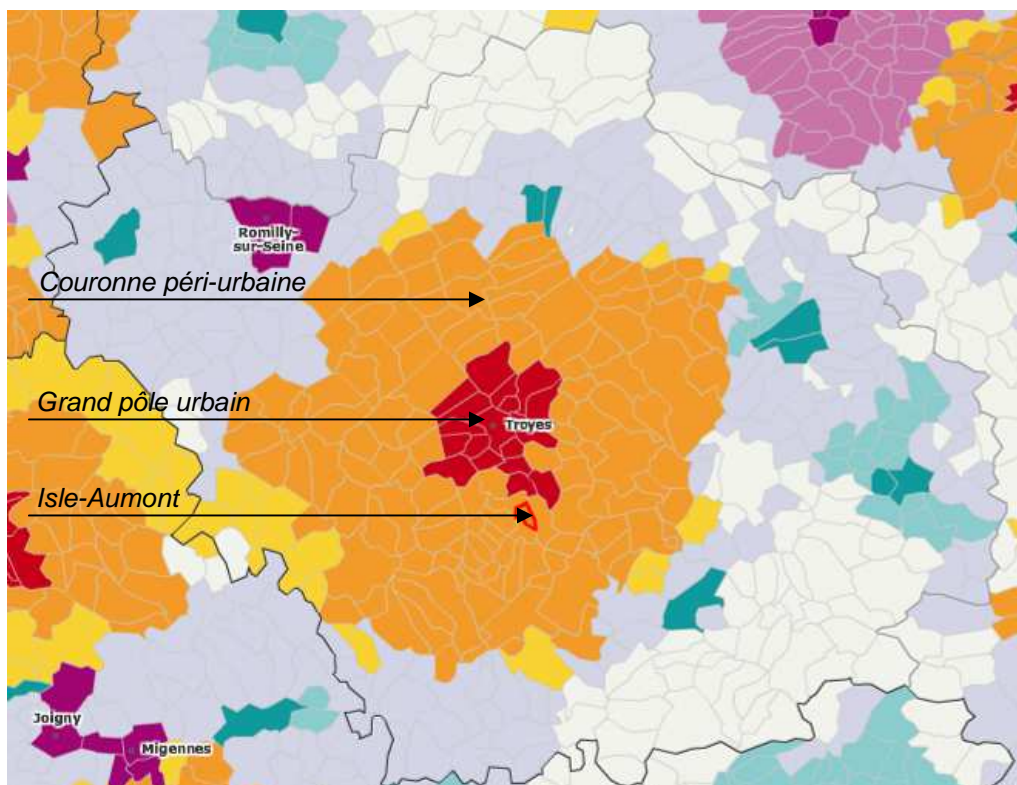 Romilly-
sur-Seine
Couronne péri-urbaine
Grand pôle urbain
Troyes
Isle-Aumont
Joigny
Migennes